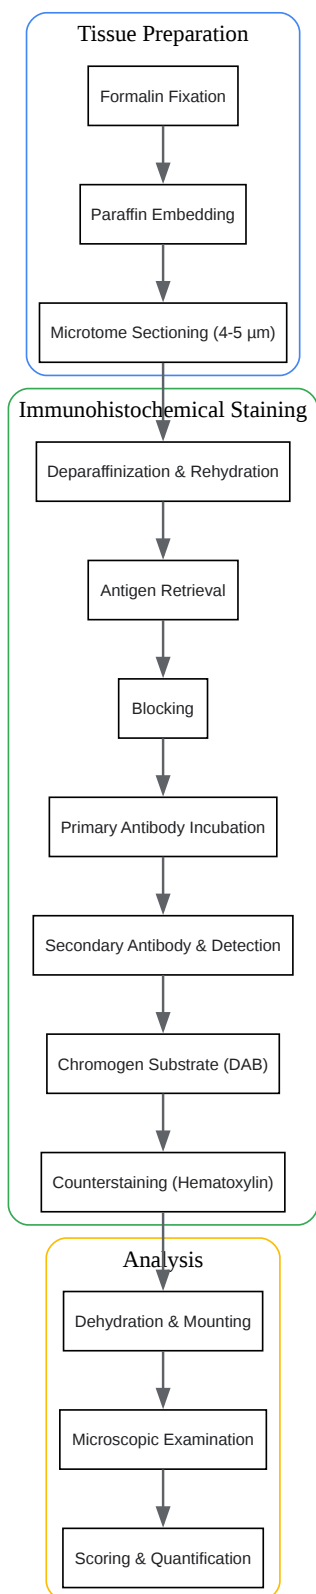 Tissue Preparation
Formalin Fixation
Paraffin Embedding
Microtome Sectioning (4-5 µm)
Immunohistochemical Staining
Deparaffinization & Rehydration
Antigen Retrieval
Blocking
Primary Antibody Incubation
Secondary Antibody & Detection
Chromogen Substrate (DAB)
Counterstaining (Hematoxylin)
Analysis
Dehydration & Mounting
Microscopic Examination
Scoring & Quantification